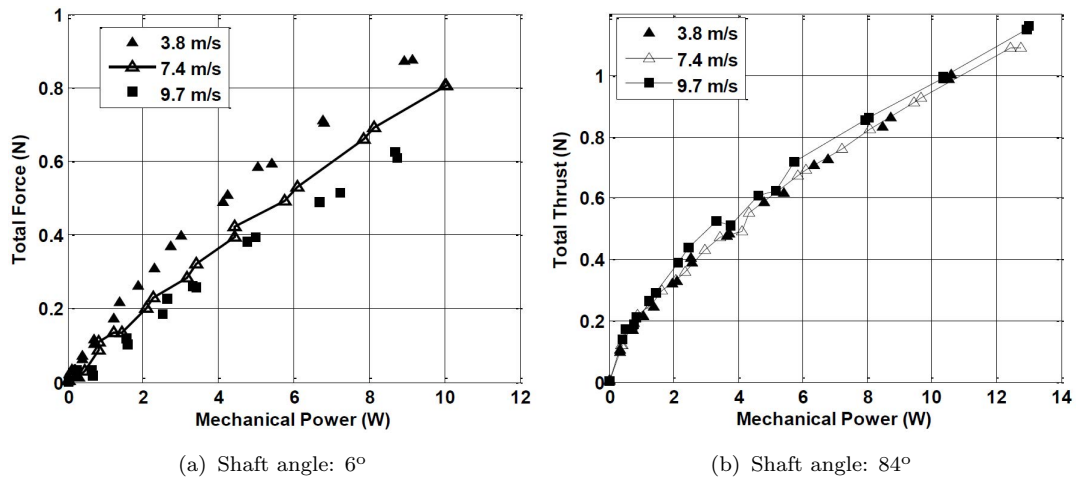 1
0.8
0.6
0.4
0.2
0
Total Force (N)
3.8 m/s
7.4 m/s
9.7 m/s
0 2 4 6 8 10 12
Mechanical Power (W)
(a) Shaft angle: 6º
1
0.8
0.6
0.4
0.2
0
Total Thrust (N)
3.8 m/s
7.4 m/s
9.7 m/s
0 2 4 6 8 10 12 14
Mechanical Power (W)
(b) Shaft angle: 84º